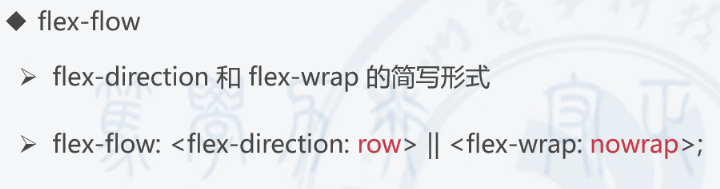 ◆ flex-flow
➢ flex-direction 和 flex-wrap 的简写形式
➢ flex-flow: <flex-direction: row> || <flex-wrap: nowrap>;